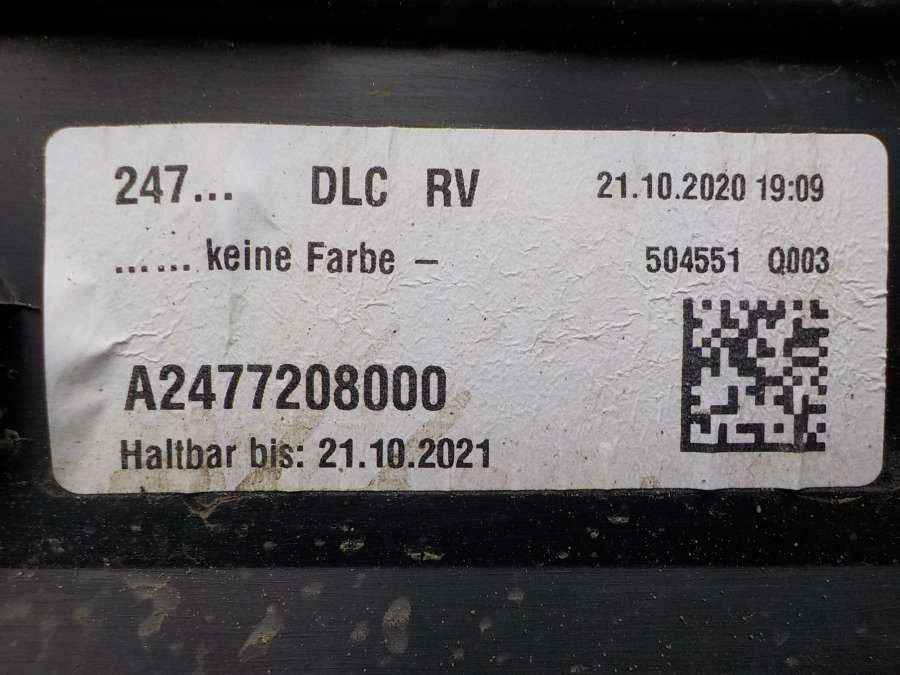 247... DLC RV 21.10.2020 19:09
...... keine Farbe – 504551 Q003
A2477208000
Haltbar bis: 21.10.2021